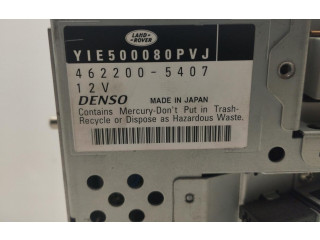 LAND-
ROVER
YIE500080PVJ
462200-5407
12V
DENSO MADE IN JAPAN
Contains Mercury-Don't Put in Trash-
Recycle or Dispose as Hazardous Waste.